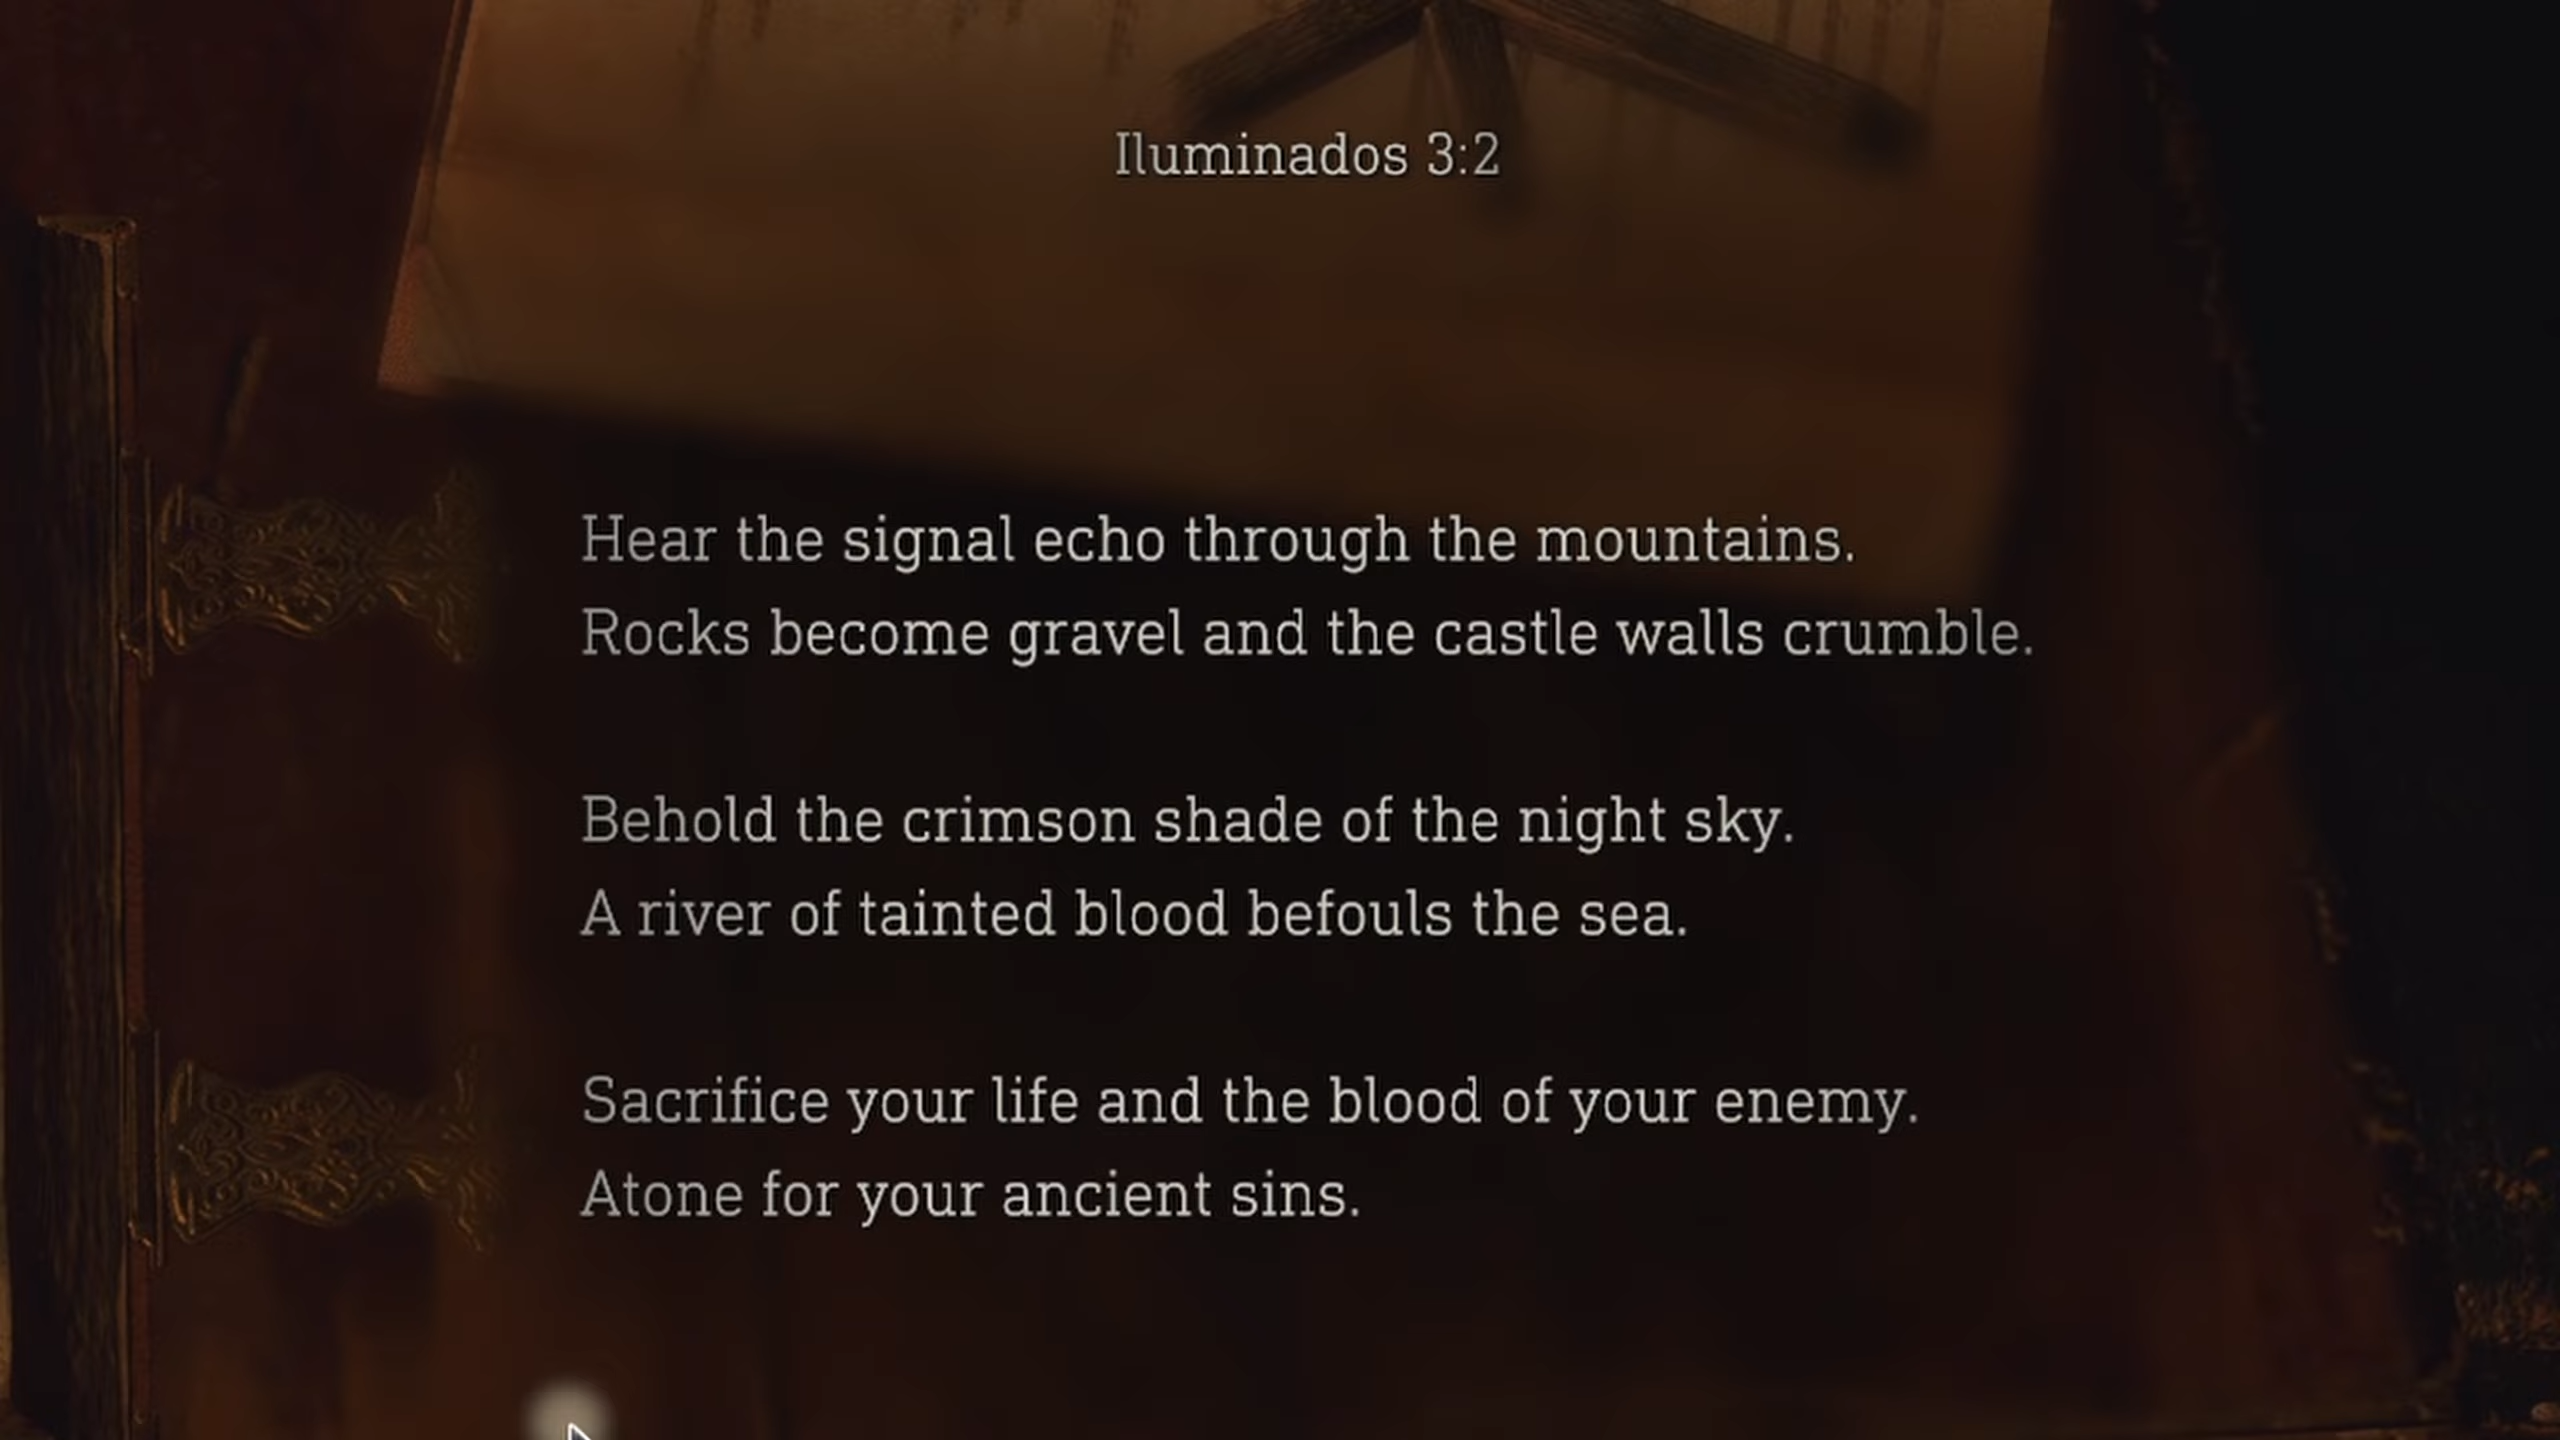 Iluminados 3:2
Hear the signal echo through the mountains.
Rocks become gravel and the castle walls crumble.
Behold the crimson shade of the night sky.
A river of tainted blood befouls the sea.
Sacrifice your life and the blood of your enemy.
Atone for your ancient sins.